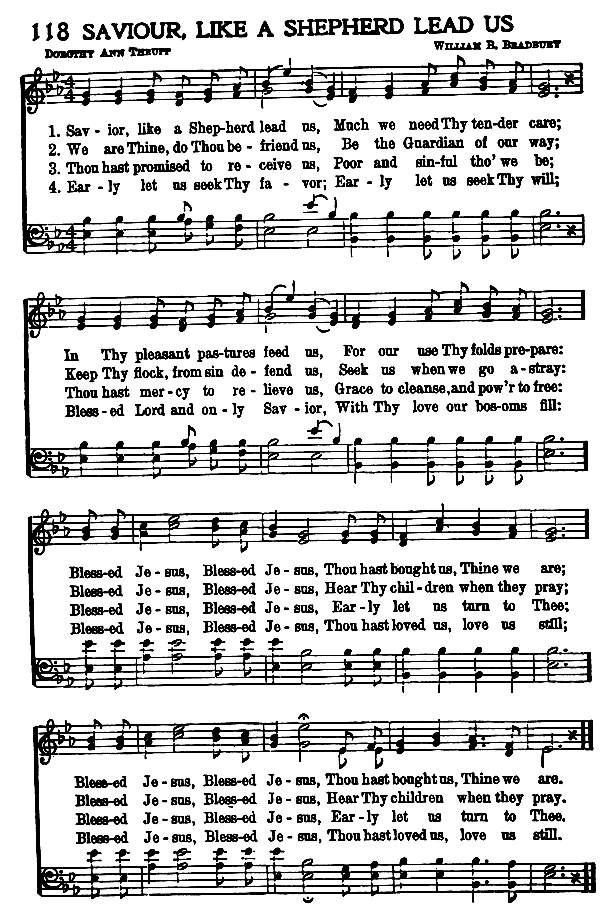 118 SAVIOUR, LIKE A SHEPHERD LEAD US
DOROTHY ANN THRUPP WILLIAM B. BRADBURY
1. Sav - ior, like a Shep-herd lead us, Much we need Thy ten-der care;
2. We are Thine, do Thou be - friend us, Be the Guardian of our way;
3. Thou hast promised to re - ceive us, Poor and sin-ful tho' we be;
4. Ear - ly let us seek Thy fa - vor; Ear - ly let us seek Thy will;
In Thy pleasant pas-tures feed us, For our use Thy folds pre-pare:
Keep Thy flock, from sin de - fend us, Seek us when we go a-stray:
Thou hast mer - cy to re - lieve us, Grace to cleanse, and pow'r to free:
Bless-ed Lord and on - ly Sav - ior, With Thy love our bos-oms fill:
Bless-ed Je-sus, Bless-ed Je-sus, Thou hast bought us, Thine we are;
Bless-ed Je-sus, Bless-ed Je-sus, Hear Thy chil-dren when they pray;
Bless-ed Je-sus, Bless-ed Je-sus, Ear-ly let us turn to Thee;
Bless-ed Je-sus, Bless-ed Je-sus, Thou hast loved us, love us still;
Bless-ed Je-sus, Bless-ed Je-sus, Thou hast bought us, Thine we are.
Bless-ed Je-sus, Bless-ed Je-sus, Hear Thy children when they pray.
Bless-ed Je-sus, Bless-ed Je-sus, Ear-ly let us turn to Thee.
Bless-ed Je-sus, Bless-ed Je-sus, Thou hast loved us, love us still.